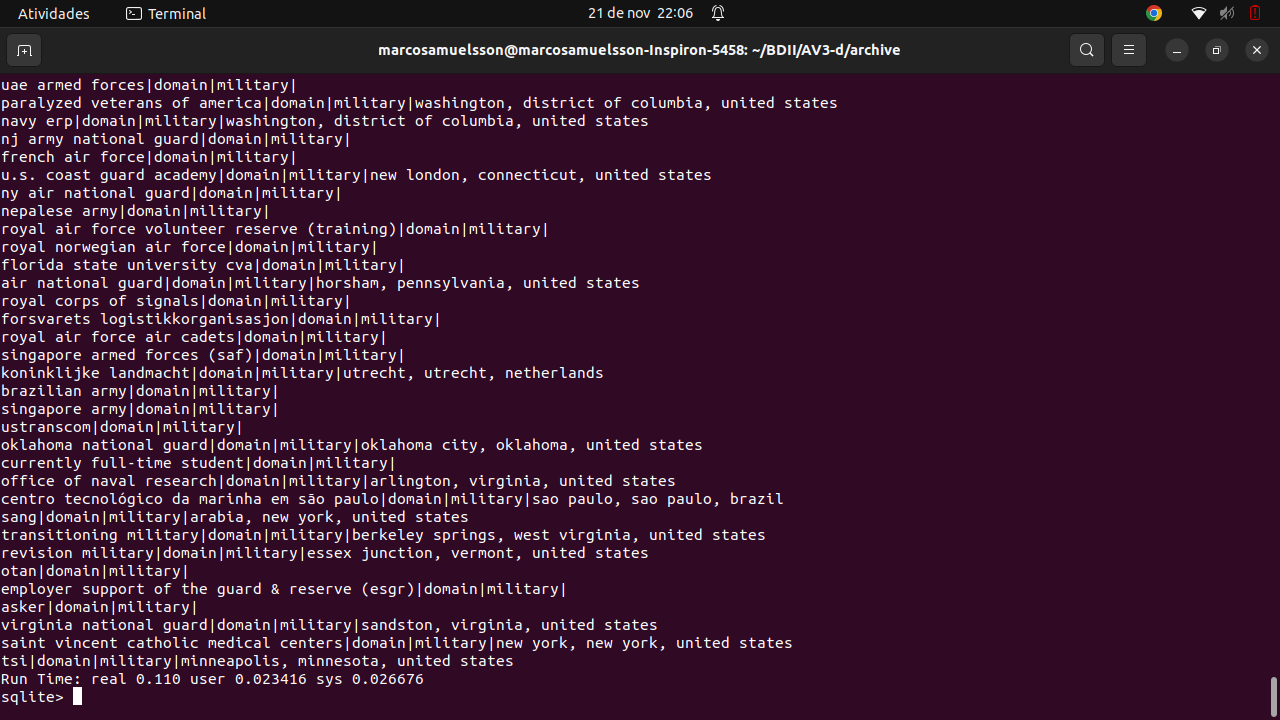 Atividades Terminal 21 de nov 22:06
marcosamuelsson@marcosamuelsson-Inspiron-5458: ~/BDII/AV3-d/archive
uae armed forces|domain|military|
paralyzed veterans of america|domain|military|washington, district of columbia, united states
navy erp|domain|military|washington, district of columbia, united states
nj army national guard|domain|military|
french air force|domain|military|
u.s. coast guard academy|domain|military|new london, connecticut, united states
ny air national guard|domain|military|
nepalese army|domain|military|
royal air force volunteer reserve (training)|domain|military|
royal norwegian air force|domain|military|
florida state university cva|domain|military|
air national guard|domain|military|horsham, pennsylvania, united states
royal corps of signals|domain|military|
forsvarets logistikkorganisasjon|domain|military|
royal air force air cadets|domain|military|
singapore armed forces (saf)|domain|military|
koninklijke landmacht|domain|military|utrecht, utrecht, netherlands
brazilian army|domain|military|
singapore army|domain|military|
ustranscom|domain|military|
oklahoma national guard|domain|military|oklahoma city, oklahoma, united states
currently full-time student|domain|military|
office of naval research|domain|military|arlington, virginia, united states
centro tecnológico da marinha em são paulo|domain|military|sao paulo, sao paulo, brazil
sang|domain|military|arabia, new york, united states
transitioning military|domain|military|berkeley springs, west virginia, united states
revision military|domain|military|essex junction, vermont, united states
otan|domain|military|
employer support of the guard & reserve (esgr)|domain|military|
asker|domain|military|
virginia national guard|domain|military|sandston, virginia, united states
saint vincent catholic medical centers|domain|military|new york, new york, united states
tsi|domain|military|minneapolis, minnesota, united states
Run Time: real 0.110 user 0.023416 sys 0.026676
sqlite>